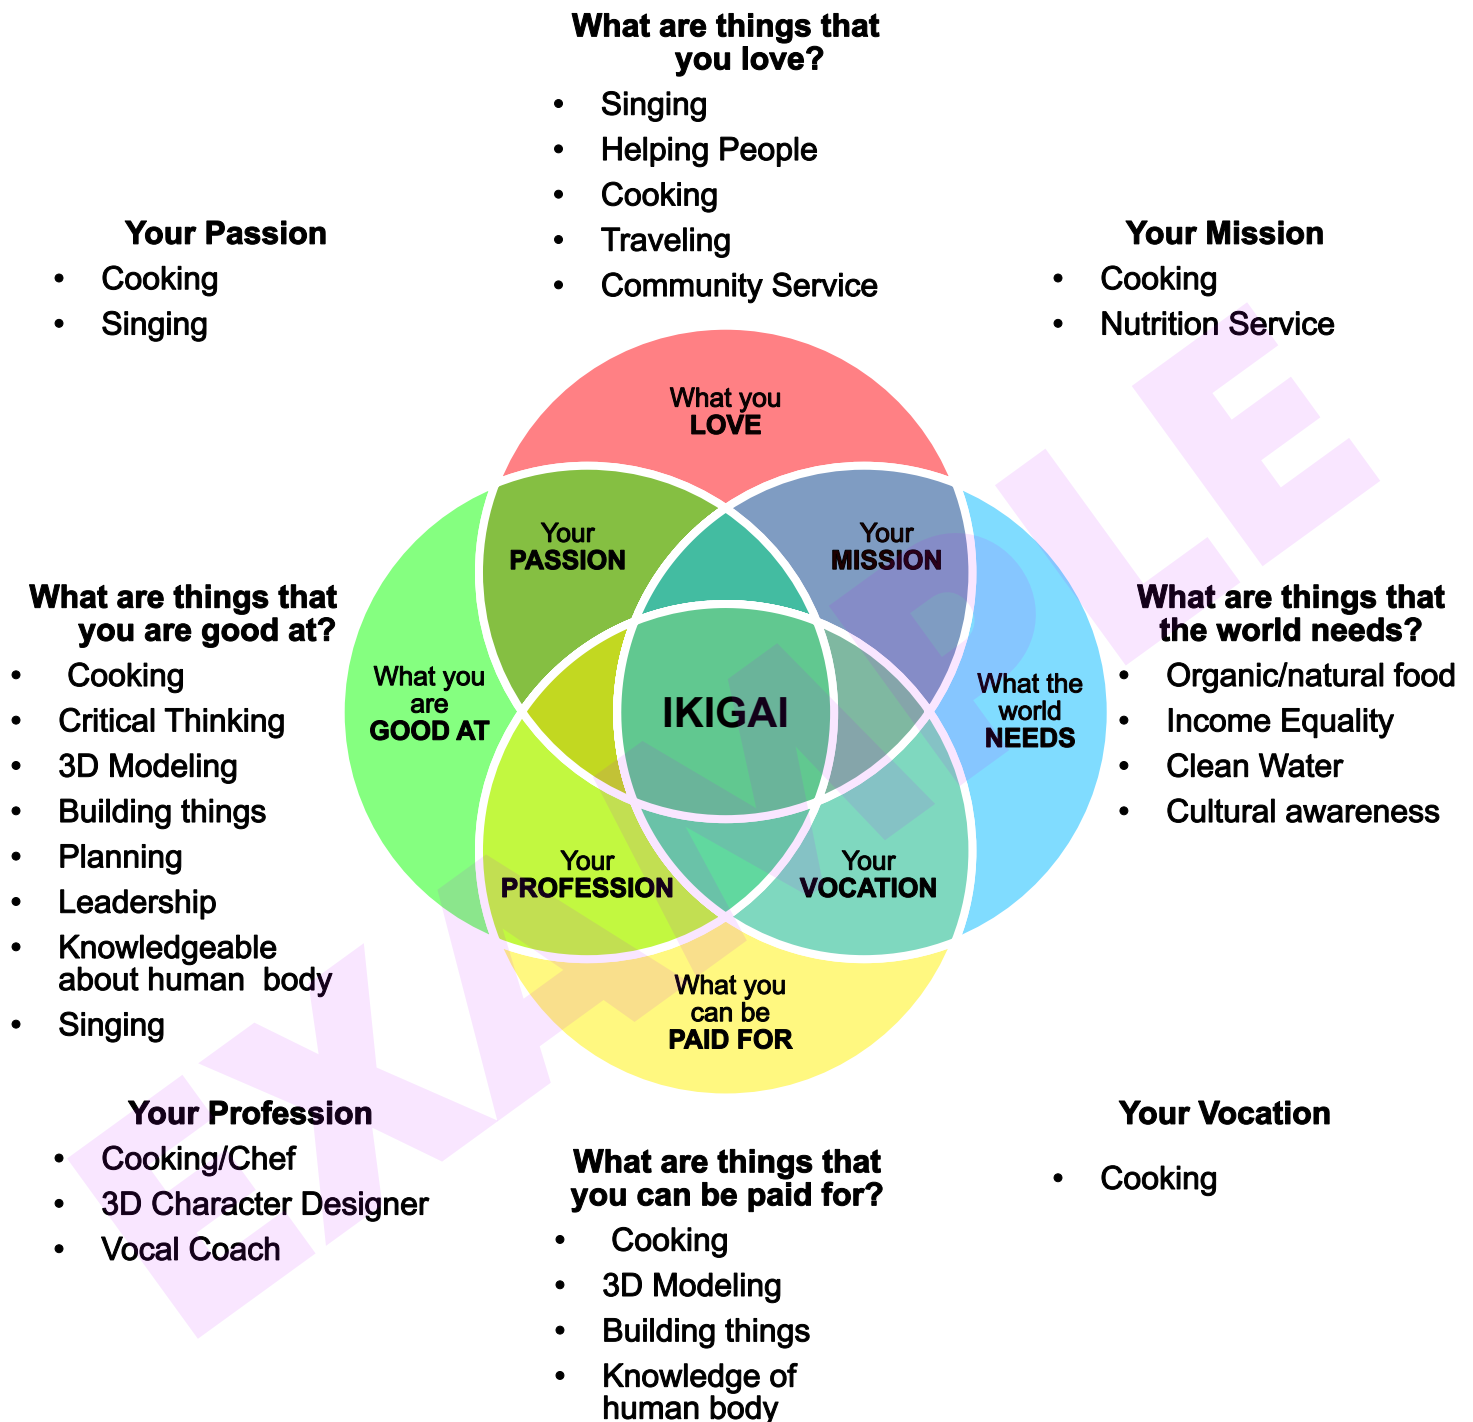 What are things that
you love?
• Singing
• Helping People
• Cooking
• Traveling
• Community Service
Your Passion
• Cooking
• Singing
Your Mission
• Cooking
• Nutrition Service
What you
LOVE
Your
PASSION
Your
MISSION
What are things that
you are good at?
• Cooking
• Critical Thinking
• 3D Modeling
• Building things
• Planning
• Leadership
• Knowledgeable
about human body
• Singing
What you
are
GOOD AT
IKIGAI
What the
world
NEEDS
What are things that
the world needs?
• Organic/natural food
• Income Equality
• Clean Water
• Cultural awareness
Your
PROFESSION
Your
VOCATION
What you
can be
PAID FOR
Your Profession
• Cooking/Chef
• 3D Character Designer
• Vocal Coach
What are things that
you can be paid for?
• Cooking
• 3D Modeling
• Building things
• Knowledge of
human body
Your Vocation
• Cooking
EXAMPLE